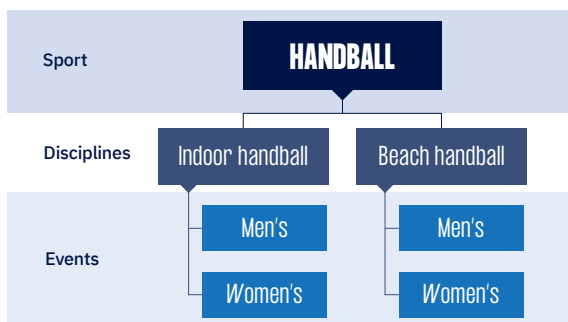 Sport
HANDBALL
Disciplines
Indoor handball
Beach handball
Events
Men's
Men's
Women's
Women's